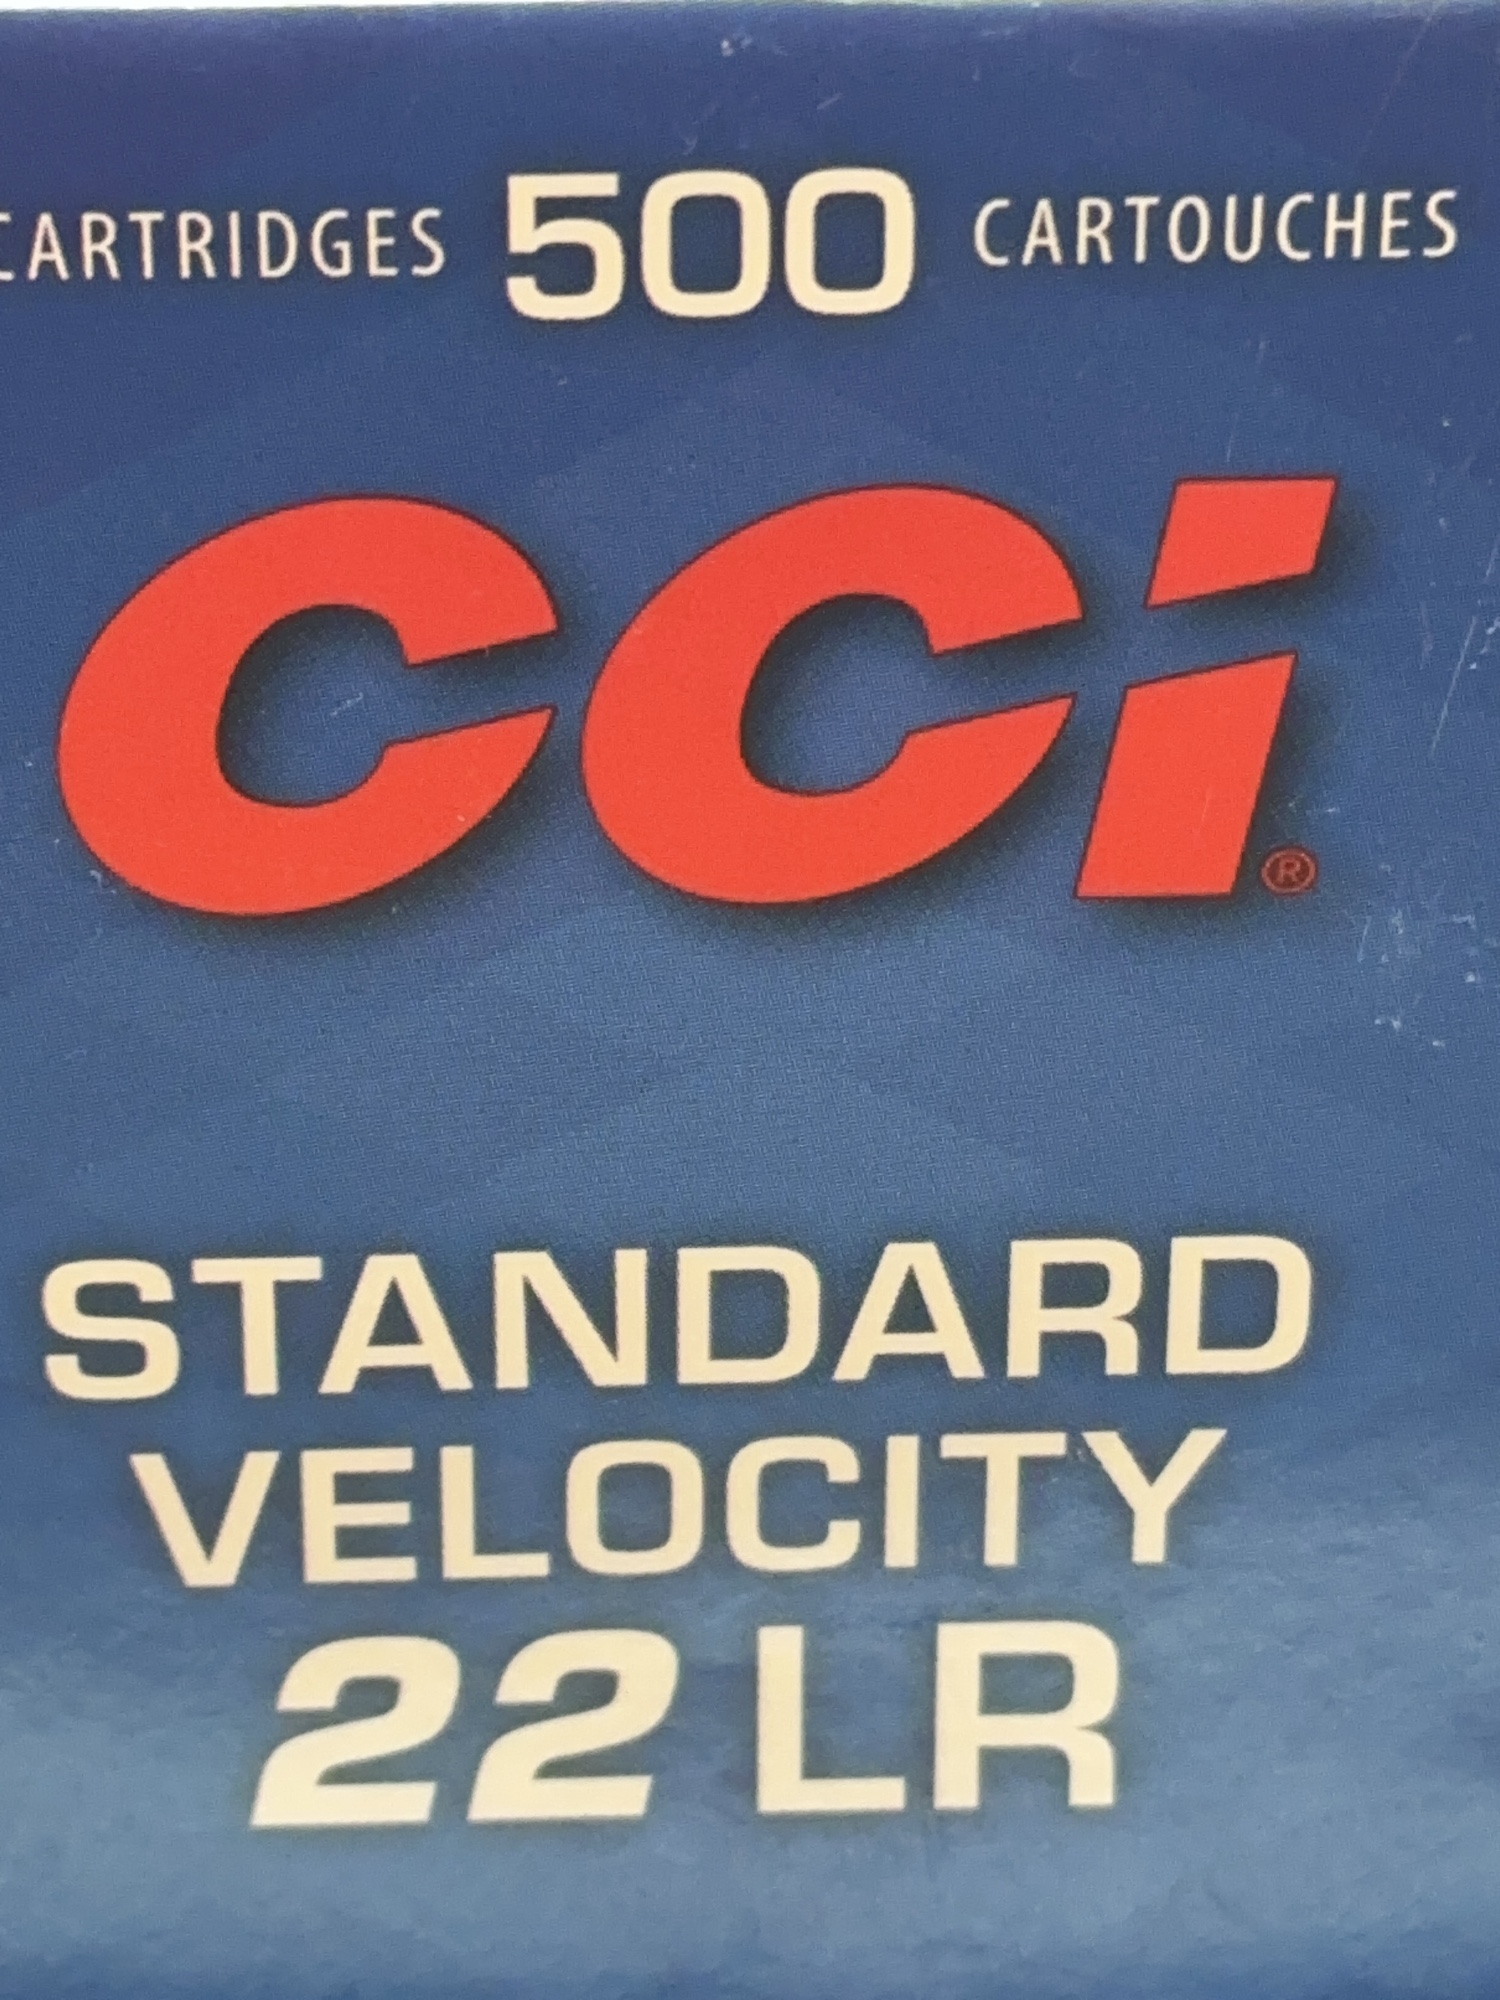 CARTRIDGES 500 CARTOUCHES
CCI®
STANDARD
VELOCITY
22 LR